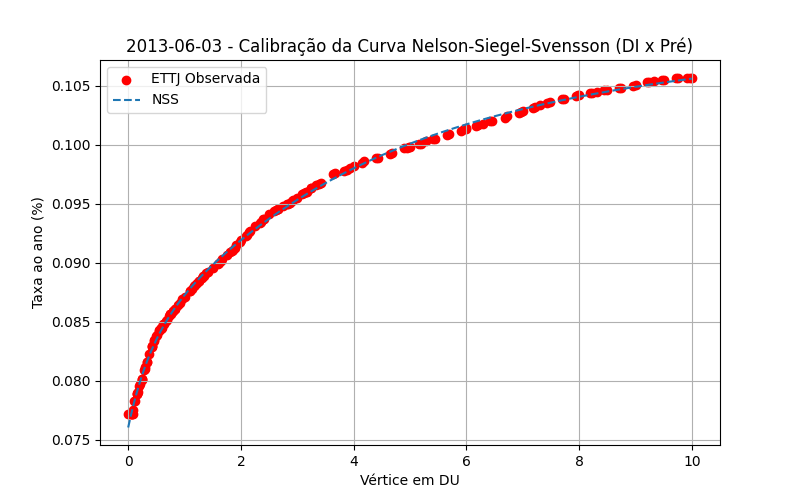 2013-06-03 - Calibração da Curva Nelson-Siegel-Svensson (DI x Pré)
ETTJ Observada
NSS
0.105
0.100
0.095
0.090
0.085
0.080
0.075
Taxa ao ano (%)
0 2 4 6 8 10
Vértice em DU